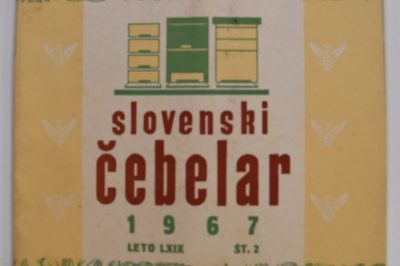 slovenski
čebelar
1967
LETO LXIX ŠT. 2